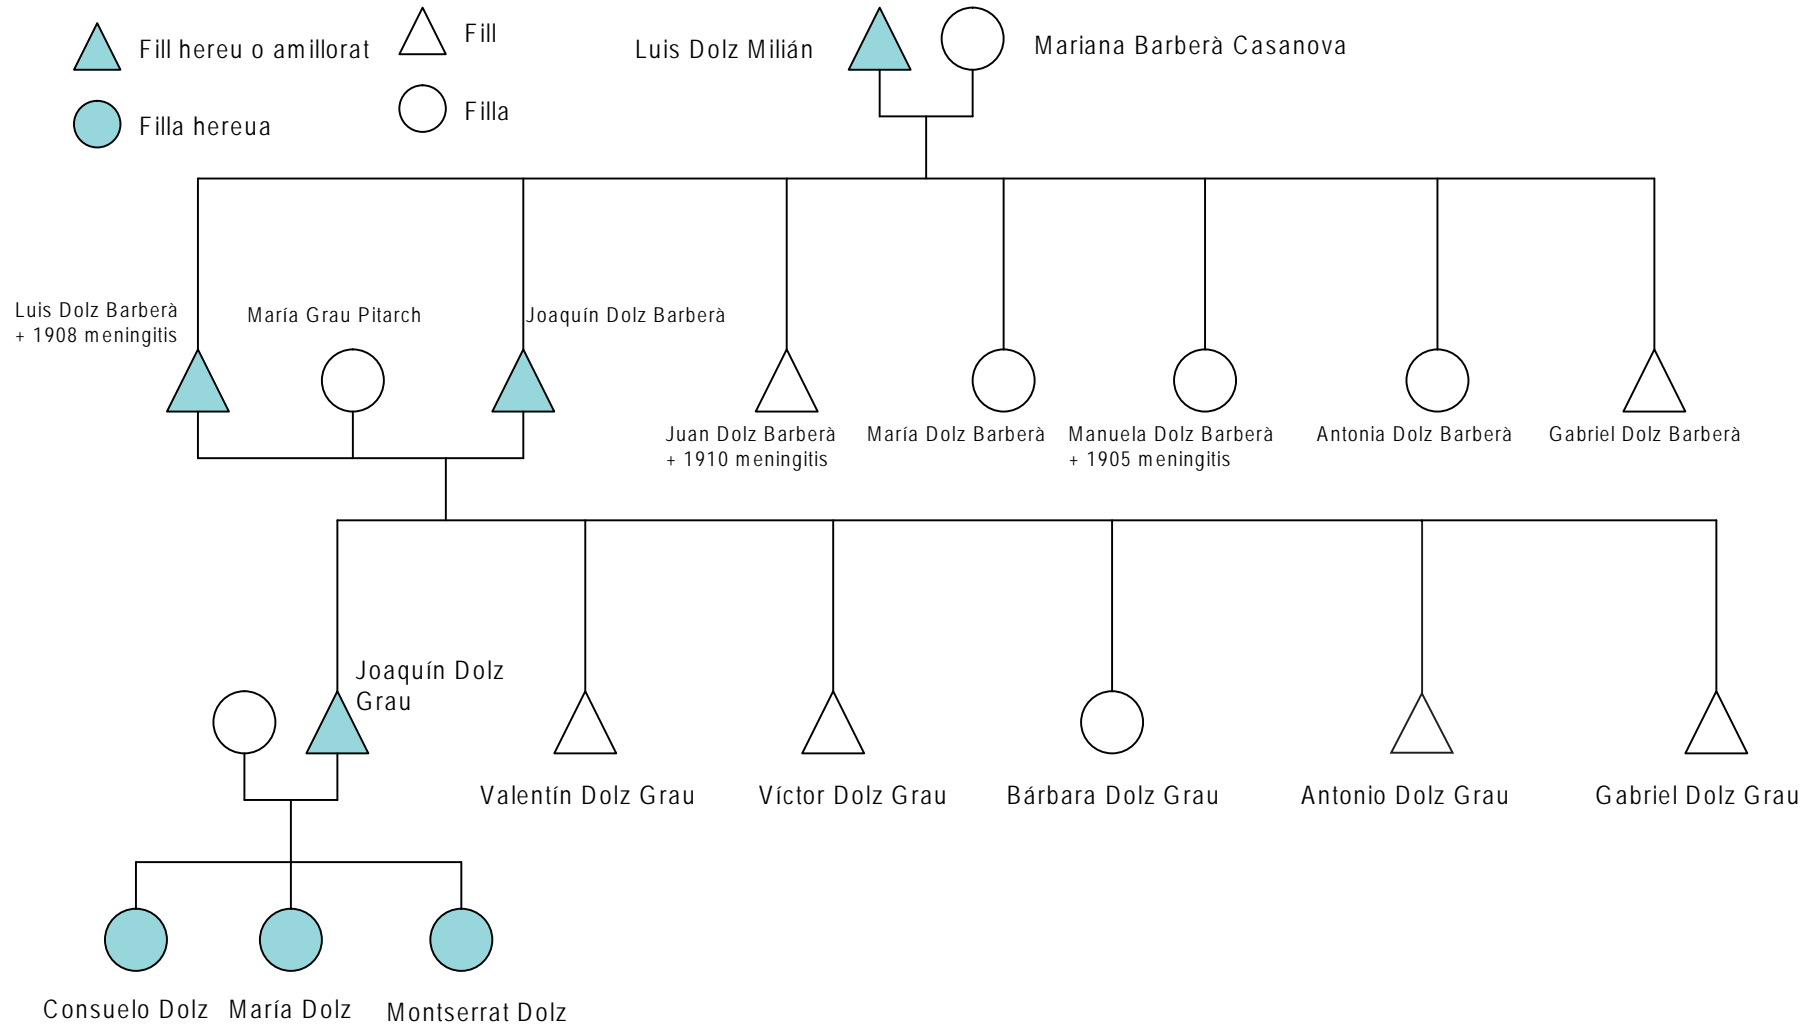 Fill hereu o amillorat
Fill
Luis Dolz Milián
Mariana Barberà Casanova
Filla hereua
Filla
Luis Dolz Barberà
+ 1908 meningitis
María Grau Pitarch
Joaquín Dolz Barberà
Juan Dolz Barberà
+ 1910 meningitis
María Dolz Barberà
Manuela Dolz Barberà
+ 1905 meningitis
Antonia Dolz Barberà
Gabriel Dolz Barberà
Joaquín Dolz
Grau
Valentín Dolz Grau
Víctor Dolz Grau
Bárbara Dolz Grau
Antonio Dolz Grau
Gabriel Dolz Grau
Consuelo Dolz
María Dolz
Montserrat Dolz